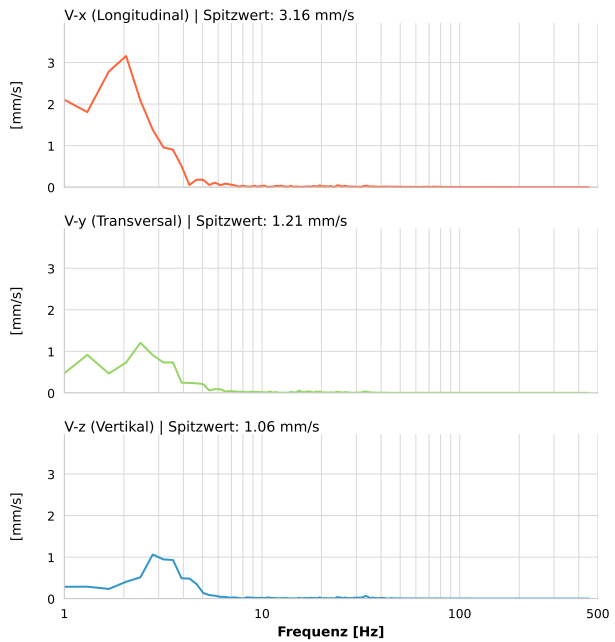 V-x (Longitudinal) | Spitzwert: 3.16 mm/s
3
2
1
0
[mm/s]
V-y (Transversal) | Spitzwert: 1.21 mm/s
3
2
1
0
[mm/s]
V-z (Vertikal) | Spitzwert: 1.06 mm/s
3
2
1
0
[mm/s]
1 10 100 500
Frequenz [Hz]